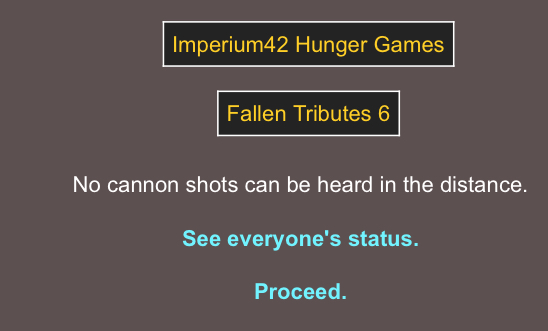 Imperium42 Hunger Games
Fallen Tributes 6
No cannon shots can be heard in the distance.
See everyone's status.
Proceed.